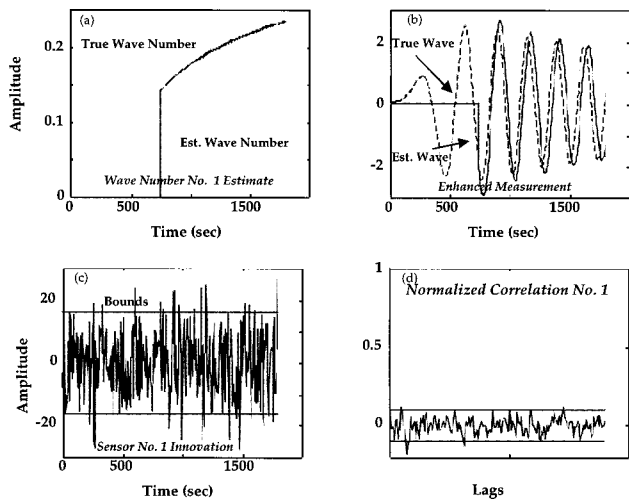 (a)
0.2
0.1
0
Amplitude
True Wave Number
Est. Wave Number
Wave Number No. 1 Estimate
0
500
1500
Time (sec)
(b)
2
0
-2
True Wave
Est. Wave
Enhanced Measurement
0
500
1500
Time (sec)
(c)
20
0
-20
Amplitude
Bounds
Sensor No. 1 Innovation
0
500
1500
Time (sec)
1
(d)
0.5
0
Normalized Correlation No. 1
Lags